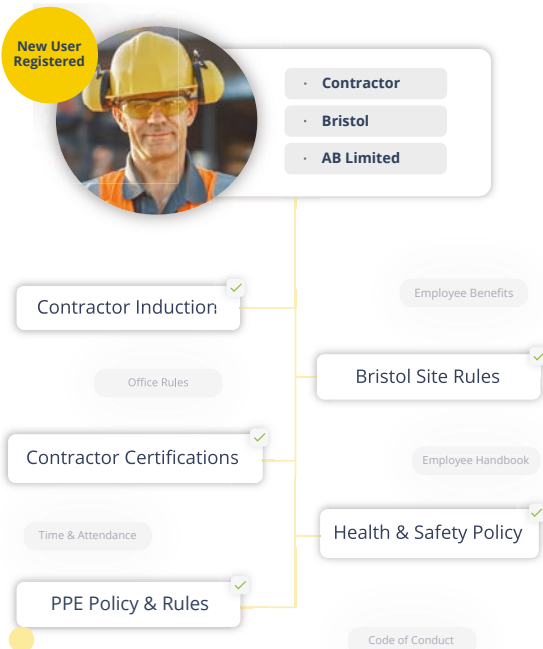 New User
Registered
· Contractor
· Bristol
· AB Limited
Employee Benefits
Contractor Induction
Bristol Site Rules
Office Rules
Contractor Certifications
Employee Handbook
Health & Safety Policy
Time & Attendance
PPE Policy & Rules
Code of Conduct